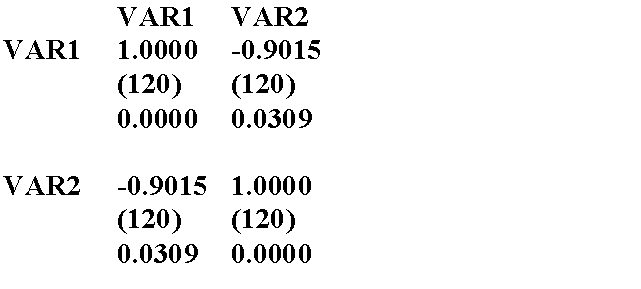 VAR1 VAR2
VAR1 1.0000 -0.9015
(120) (120)
0.0000 0.0309
VAR2 -0.9015 1.0000
(120) (120)
0.0309 0.0000